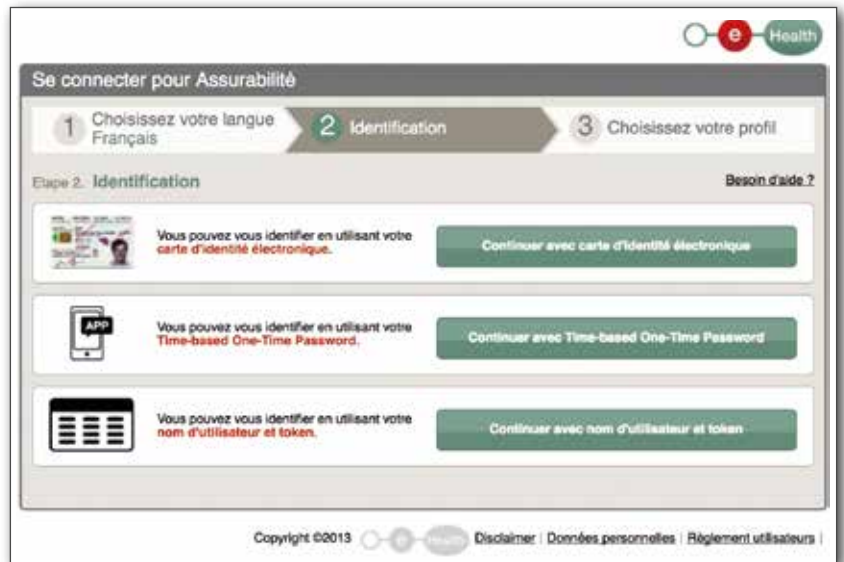 e Health
Se connecter pour Assurabilité
1 Choisissez votre langue
Français
2 Identification
3 Choisissez votre profil
Etape 2. Identification
Besoin d'aide ?
Vous pouvez vous identifier en utilisant votre
carte d'identité électronique.
Continuer avec carte d'identité électronique
APP
Vous pouvez vous identifier en utilisant votre
Time-based One-Time Password.
Continuer avec Time-based One-Time Password
Vous pouvez vous identifier en utilisant votre
nom d'utilisateur et token.
Continuer avec nom d'utilisateur et token
Copyright ©2013 e Health Disclaimer | Données personnelles | Règlement utilisateurs |